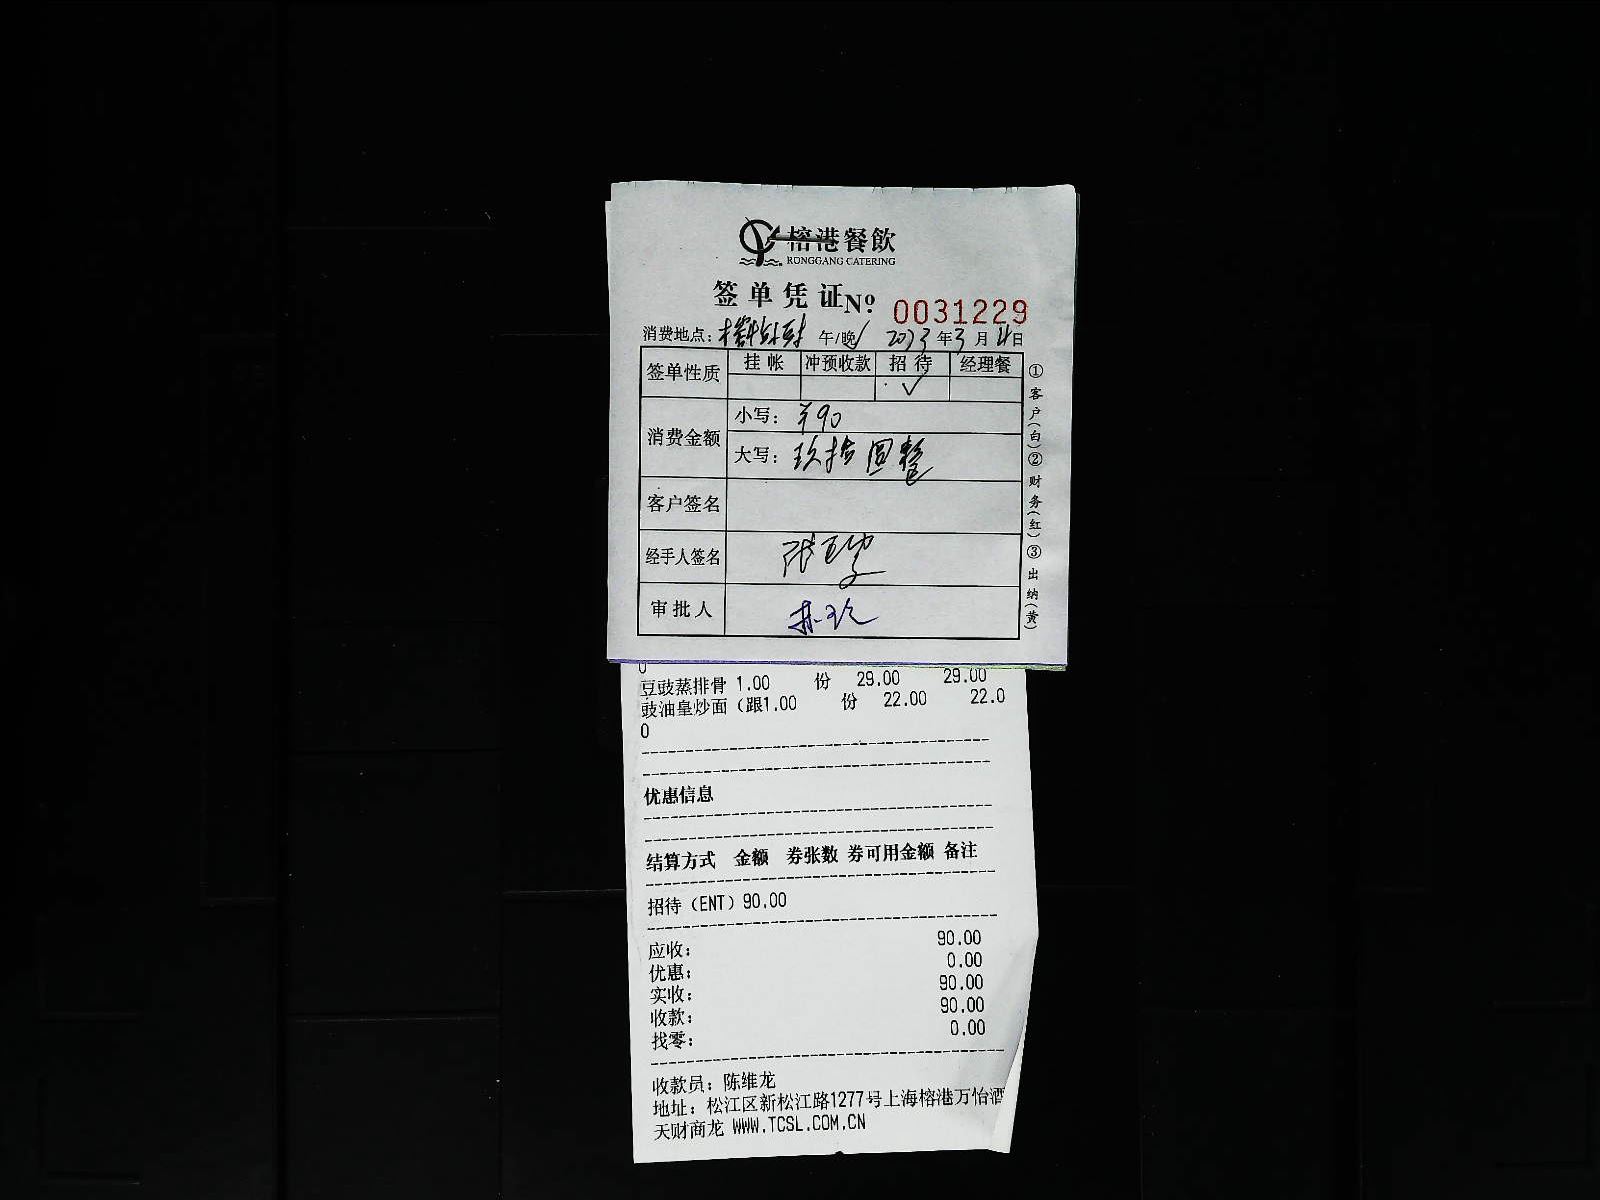 榕港餐飲
RONGGANG CATERING
签单凭证 No: 0031229
消费地点: 午/晚 2023年3月4日
签单性质 挂帐 冲预收款 招待 经理餐
✓
消费金额 小写: ¥90
大写: 玖拾圆整
客户签名
经手人签名
审批人
①客户(白)②财务(红)③出纳(黄)
0
豆豉蒸排骨 1.00 份 29.00 29.00
豉油皇炒面（跟1.00 份 22.00 22.0
0
优惠信息
结算方式 金额 券张数 券可用金额 备注
招待（ENT）90.00
应收: 90.00
优惠: 0.00
实收: 90.00
收款: 90.00
找零: 0.00
收款员: 陈维龙
地址: 松江区新松江路1277号上海榕港万怡酒
天财商龙 WWW.TCSL.COM.CN